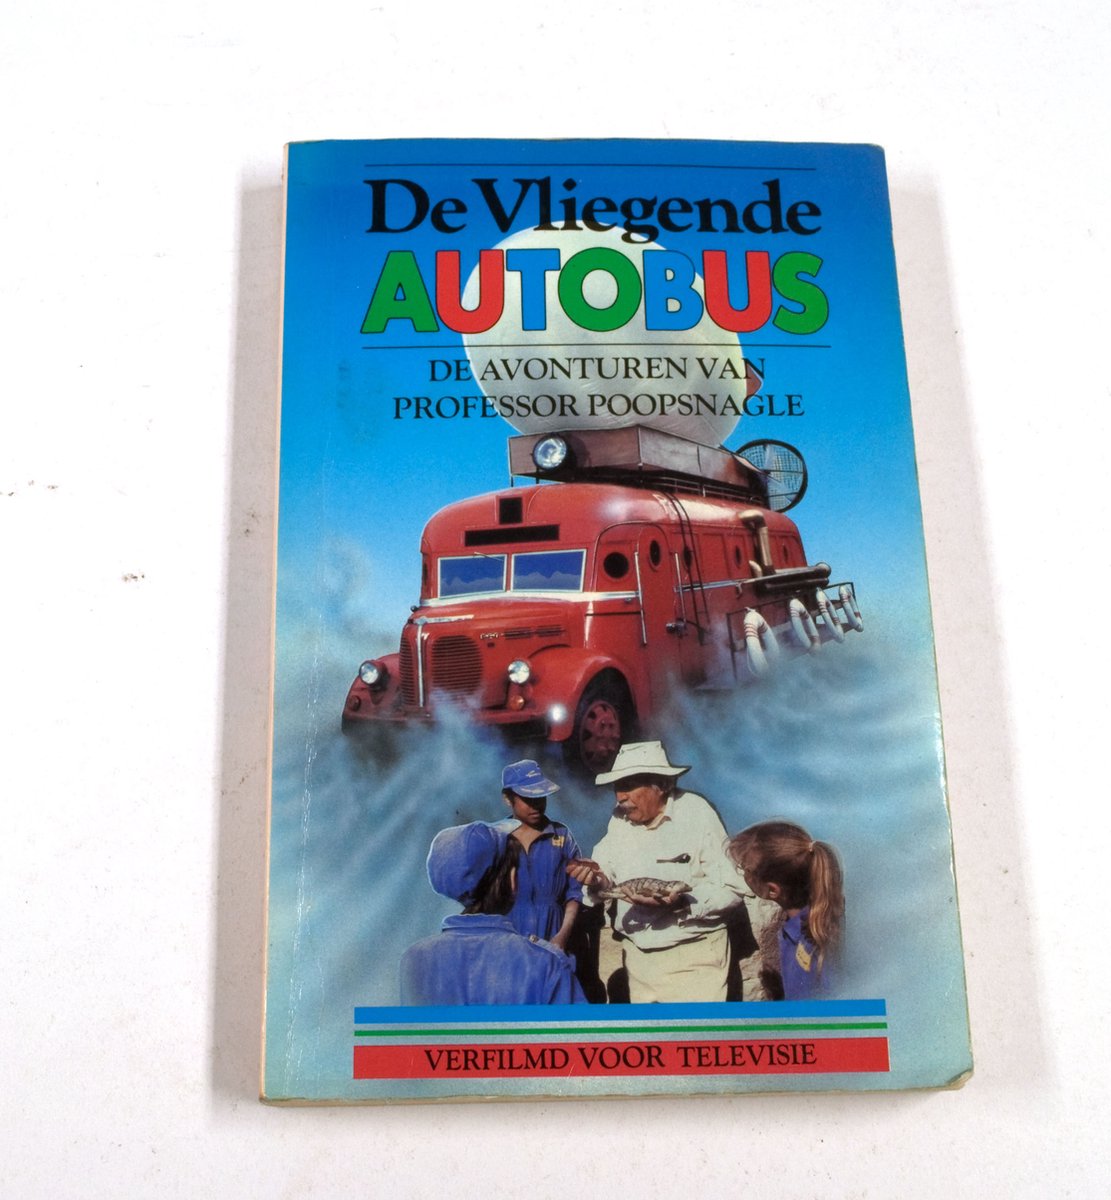 De Vliegende
AUTOBUS
DE AVONTUREN VAN
PROFESSOR POOPSNAGLE
VERFILMD VOOR TELEVISIE